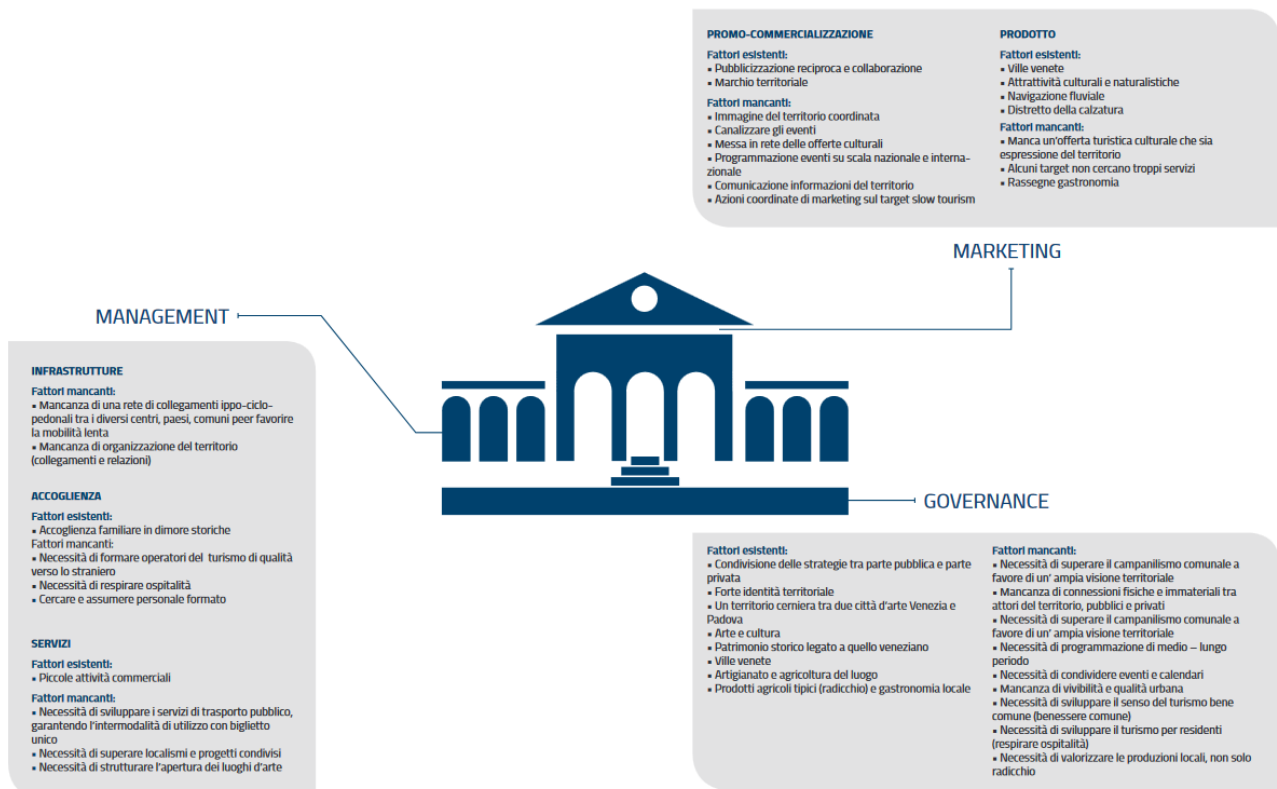 PROMO-COMMERCIALIZZAZIONE
Fattori esistenti:
▪ Pubblicizzazione reciproca e collaborazione
▪ Marchio territoriale
Fattori mancanti:
▪ Immagine del territorio coordinata
▪ Canalizzare gli eventi
▪ Messa in rete delle offerte culturali
▪ Programmazione eventi su scala nazionale e interna-
zionale
▪ Comunicazione informazioni del territorio
▪ Azioni coordinate di marketing sul target slow tourism
PRODOTTO
Fattori esistenti:
▪ Ville venete
▪ Attrattività culturali e naturalistiche
▪ Navigazione fluviale
▪ Distretto della calzatura
Fattori mancanti:
▪ Manca un'offerta turistica culturale che sia
espressione del territorio
▪ Alcuni target non cercano troppi servizi
▪ Rassegne gastronomia
MARKETING
MANAGEMENT
INFRASTRUTTURE
Fattori mancanti:
▪ Mancanza di una rete di collegamenti ippo-ciclo-
pedonali tra i diversi centri, paesi, comuni peer favorire
la mobilità lenta
▪ Mancanza di organizzazione del territorio
(collegamenti e relazioni)
ACCOGLIENZA
Fattori esistenti:
▪ Accoglienza familiare in dimore storiche
Fattori mancanti:
▪ Necessità di formare operatori del turismo di qualità
verso lo straniero
▪ Necessità di respirare ospitalità
▪ Cercare e assumere personale formato
SERVIZI
Fattori esistenti:
▪ Piccole attività commerciali
Fattori mancanti:
▪ Necessità di sviluppare i servizi di trasporto pubblico,
garantendo l'intermodalità di utilizzo con biglietto
unico
▪ Necessità di superare localismi e progetti condivisi
▪ Necessità di strutturare l'apertura dei luoghi d'arte
GOVERNANCE
Fattori esistenti:
▪ Condivisione delle strategie tra parte pubblica e parte
privata
▪ Forte identità territoriale
▪ Un territorio cerniera tra due città d'arte Venezia e
Padova
▪ Arte e cultura
▪ Patrimonio storico legato a quello veneziano
▪ Ville venete
▪ Artigianato e agricoltura del luogo
▪ Prodotti agricoli tipici (radicchio) e gastronomia locale
Fattori mancanti:
▪ Necessità di superare il campanilismo comunale a
favore di un' ampia visione territoriale
▪ Mancanza di connessioni fisiche e immateriali tra
attori del territorio, pubblici e privati
▪ Necessità di superare il campanilismo comunale a
favore di un' ampia visione territoriale
▪ Necessità di programmazione di medio – lungo
periodo
▪ Necessità di condividere eventi e calendari
▪ Mancanza di vivibilità e qualità urbana
▪ Necessità di sviluppare il senso del turismo bene
comune (benessere comune)
▪ Necessità di sviluppare il turismo per residenti
(respirare ospitalità)
▪ Necessità di valorizzare le produzioni locali, non solo
radicchio